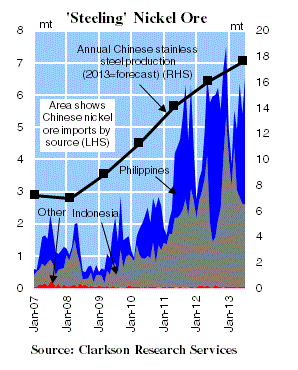 'Steeling' Nickel Ore
mt
mt
8
7
6
5
4
3
2
1
0
20
18
16
14
12
10
8
6
4
2
0
Annual Chinese stainless
steel production
(2013=forecast) (RHS)
Area shows
Chinese nickel
ore imports by
source (LHS)
Philippines
Other
Indonesia
Jan-07
Jan-08
Jan-09
Jan-10
Jan-11
Jan-12
Jan-13
Source: Clarkson Research Services